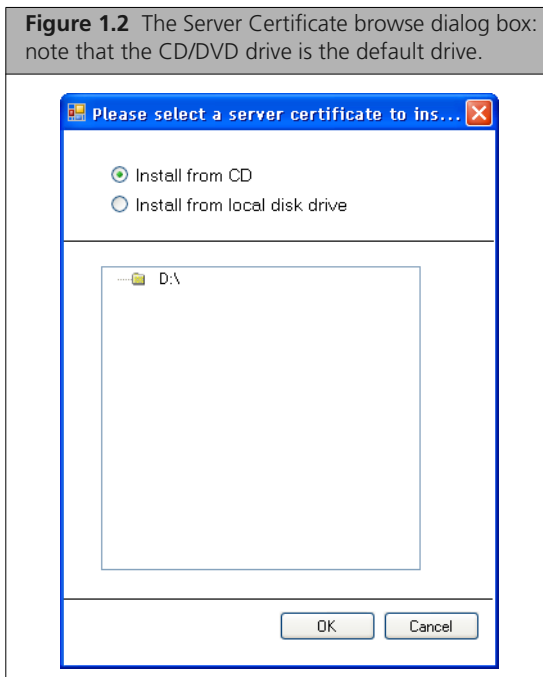 Figure 1.2 The Server Certificate browse dialog box:
note that the CD/DVD drive is the default drive.
Please select a server certificate to ins...
Install from CD
Install from local disk drive
D:\
OK
Cancel